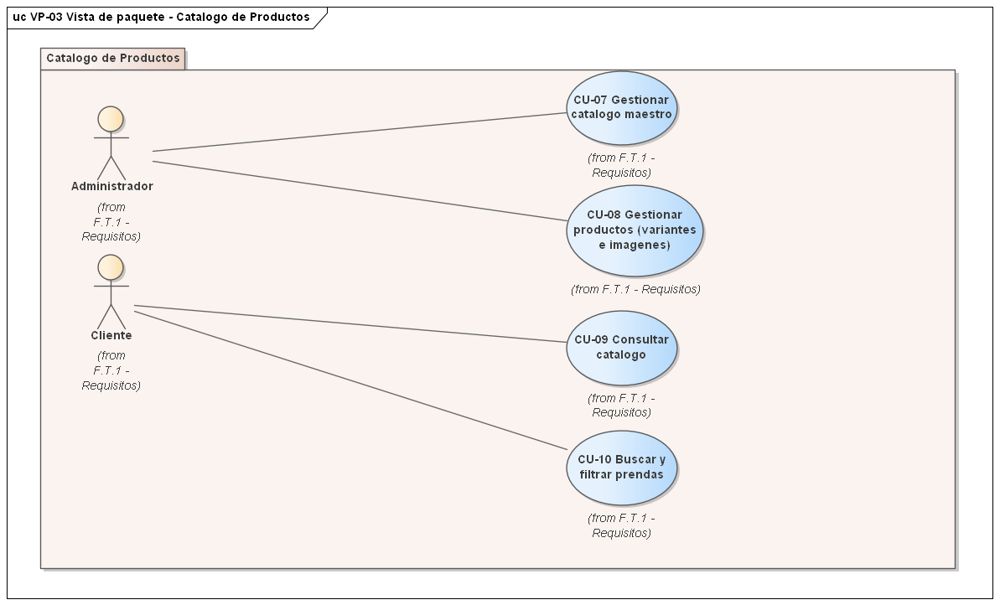 uc VP-03 Vista de paquete - Catalogo de Productos
Catalogo de Productos
Administrador
(from
F.T.1 -
Requisitos)
Cliente
(from
F.T.1 -
Requisitos)
CU-07 Gestionar
catalogo maestro
(from F.T.1 -
Requisitos)
CU-08 Gestionar
productos (variantes
e imagenes)
(from F.T.1 - Requisitos)
CU-09 Consultar
catalogo
(from F.T.1 -
Requisitos)
CU-10 Buscar y
filtrar prendas
(from F.T.1 -
Requisitos)